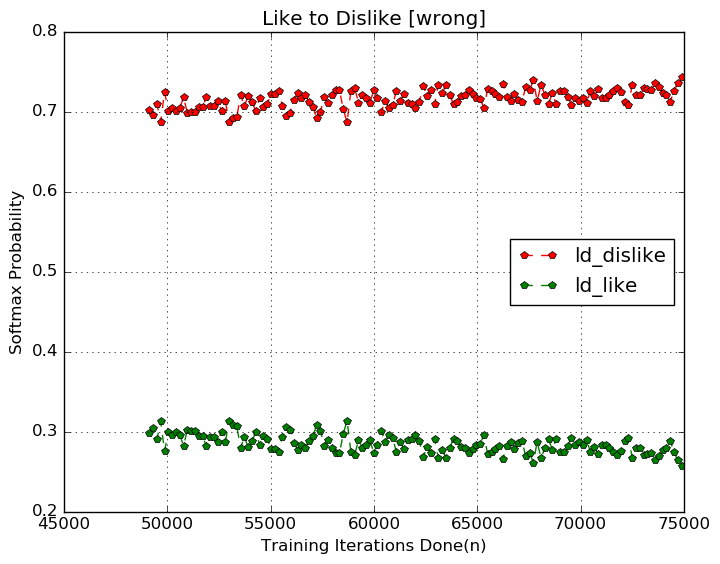 Like to Dislike [wrong]
0.8
0.7
0.6
0.5
0.4
0.3
0.2
Softmax Probability
ld_dislike
ld_like
45000 50000 55000 60000 65000 70000 75000
Training Iterations Done(n)